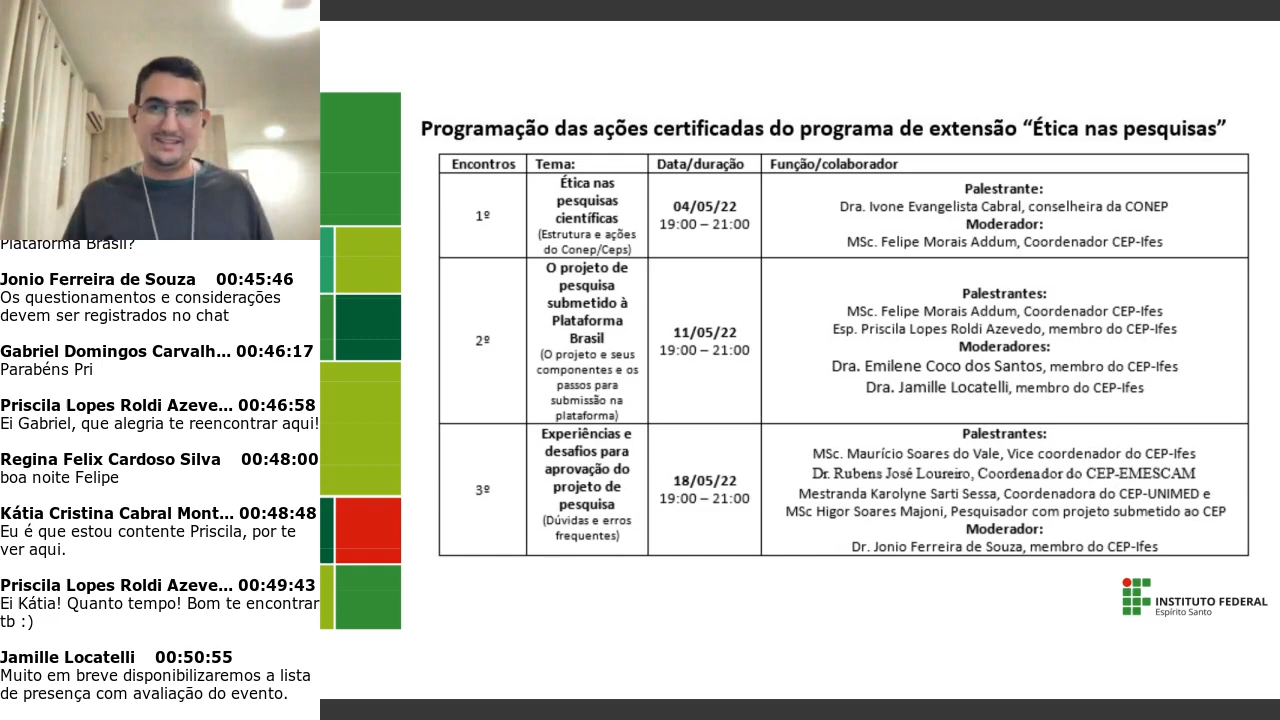 Plataforma Brasil?
Jonio Ferreira de Souza 00:45:46
Os questionamentos e considerações
devem ser registrados no chat
Gabriel Domingos Carvalh... 00:46:17
Parabéns Pri
Priscila Lopes Roldi Azeve... 00:46:58
Ei Gabriel, que alegria te reencontrar aqui!
Regina Felix Cardoso Silva 00:48:00
boa noite Felipe
Kátia Cristina Cabral Mont... 00:48:48
Eu é que estou contente Priscila, por te
ver aqui.
Priscila Lopes Roldi Azeve... 00:49:43
Ei Kátia! Quanto tempo! Bom te encontrar
tb :)
Jamille Locatelli 00:50:55
Muito em breve disponibilizaremos a lista
de presença com avaliação do evento.
Programação das ações certificadas do programa de extensão “Ética nas pesquisas”
Encontros Tema: Data/duração Função/colaborador
1º
Ética nas
pesquisas
científicas
(Estrutura e ações
do Conep/Ceps)
04/05/22
19:00 – 21:00
Palestrante:
Dra. Ivone Evangelista Cabral, conselheira da CONEP
Moderador:
MSc. Felipe Morais Addum, Coordenador CEP-Ifes
2º
O projeto de
pesquisa
submetido à
Plataforma
Brasil
(O projeto e seus
componentes e os
passos para
submissão na
plataforma)
11/05/22
19:00 – 21:00
Palestrantes:
MSc. Felipe Morais Addum, Coordenador CEP-Ifes
Esp. Priscila Lopes Roldi Azevedo, membro do CEP-Ifes
Moderadores:
Dra. Emilene Coco dos Santos, membro do CEP-Ifes
Dra. Jamille Locatelli, membro do CEP-Ifes
3º
Experiências e
desafios para
aprovação do
projeto de
pesquisa
(Dúvidas e erros
frequentes)
18/05/22
19:00 – 21:00
Palestrantes:
MSc. Maurício Soares do Vale, Vice coordenador do CEP-Ifes
Dr. Rubens José Loureiro, Coordenador do CEP-EMESCAM
Mestranda Karolyne Sarti Sessa, Coordenadora do CEP-UNIMED e
MSc Higor Soares Majoni, Pesquisador com projeto submetido ao CEP
Moderador:
Dr. Jonio Ferreira de Souza, membro do CEP-Ifes
INSTITUTO FEDERAL
Espírito Santo